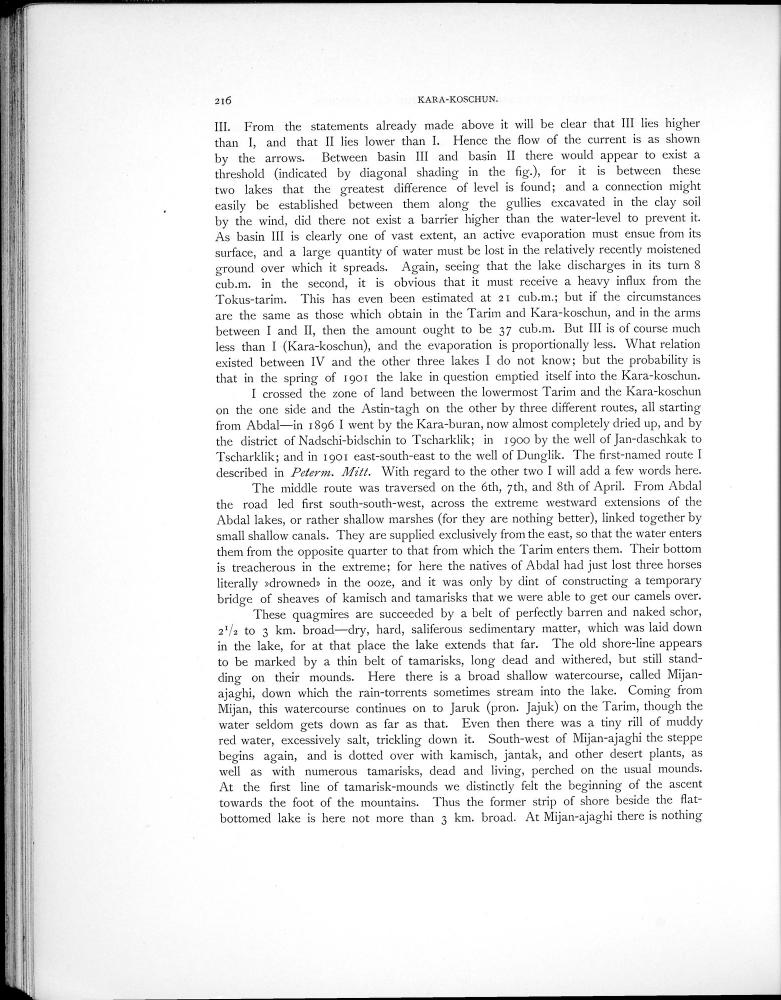 216
KARA-KOSCHUN.
III. From the statements already made above it will be clear that III lies higher
than I, and that II lies lower than I. Hence the flow of the current is as shown
by the arrows. Between basin III and basin II there would appear to exist a
threshold (indicated by diagonal shading in the fig.), for it is between these
two lakes that the greatest difference of level is found; and a connection might
easily be established between them along the gullies excavated in the clay soil
by the wind, did there not exist a barrier higher than the water-level to prevent it.
As basin III is clearly one of vast extent, an active evaporation must ensue from its
surface, and a large quantity of water must be lost in the relatively recently moistened
ground over which it spreads. Again, seeing that the lake discharges in its turn 8
cub.m. in the second, it is obvious that it must receive a heavy influx from the
Tokus-tarim. This has even been estimated at 21 cub.m.; but if the circumstances
are the same as those which obtain in the Tarim and Kara-koschun, and in the arms
between I and II, then the amount ought to be 37 cub.m. But III is of course much
less than I (Kara-koschun), and the evaporation is proportionally less. What relation
existed between IV and the other three lakes I do not know; but the probability is
that in the spring of 1901 the lake in question emptied itself into the Kara-koschun.
I crossed the zone of land between the lowermost Tarim and the Kara-koschun
on the one side and the Astin-tagh on the other by three different routes, all starting
from Abdal—in 1896 I went by the Kara-buran, now almost completely dried up, and by
the district of Nadschi-bidschin to Tscharklik; in 1900 by the well of Jan-daschkak to
Tscharklik; and in 1901 east-south-east to the well of Dunglik. The first-named route I
described in Peterm. Mitt. With regard to the other two I will add a few words here.
The middle route was traversed on the 6th, 7th, and 8th of April. From Abdal
the road led first south-south-west, across the extreme westward extensions of the
Abdal lakes, or rather shallow marshes (for they are nothing better), linked together by
small shallow canals. They are supplied exclusively from the east, so that the water enters
them from the opposite quarter to that from which the Tarim enters them. Their bottom
is treacherous in the extreme; for here the natives of Abdal had just lost three horses
literally »drowned» in the ooze, and it was only by dint of constructing a temporary
bridge of sheaves of kamisch and tamarisks that we were able to get our camels over.
These quagmires are succeeded by a belt of perfectly barren and naked schor,
2¹/₂ to 3 km. broad—dry, hard, saliferous sedimentary matter, which was laid down
in the lake, for at that place the lake extends that far. The old shore-line appears
to be marked by a thin belt of tamarisks, long dead and withered, but still stand-
ding on their mounds. Here there is a broad shallow watercourse, called Mijan-
ajaghi, down which the rain-torrents sometimes stream into the lake. Coming from
Mijan, this watercourse continues on to Jaruk (pron. Jajuk) on the Tarim, though the
water seldom gets down as far as that. Even then there was a tiny rill of muddy
red water, excessively salt, trickling down it. South-west of Mijan-ajaghi the steppe
begins again, and is dotted over with kamisch, jantak, and other desert plants, as
well as with numerous tamarisks, dead and living, perched on the usual mounds.
At the first line of tamarisk-mounds we distinctly felt the beginning of the ascent
towards the foot of the mountains. Thus the former strip of shore beside the flat-
bottomed lake is here not more than 3 km. broad. At Mijan-ajaghi there is nothing